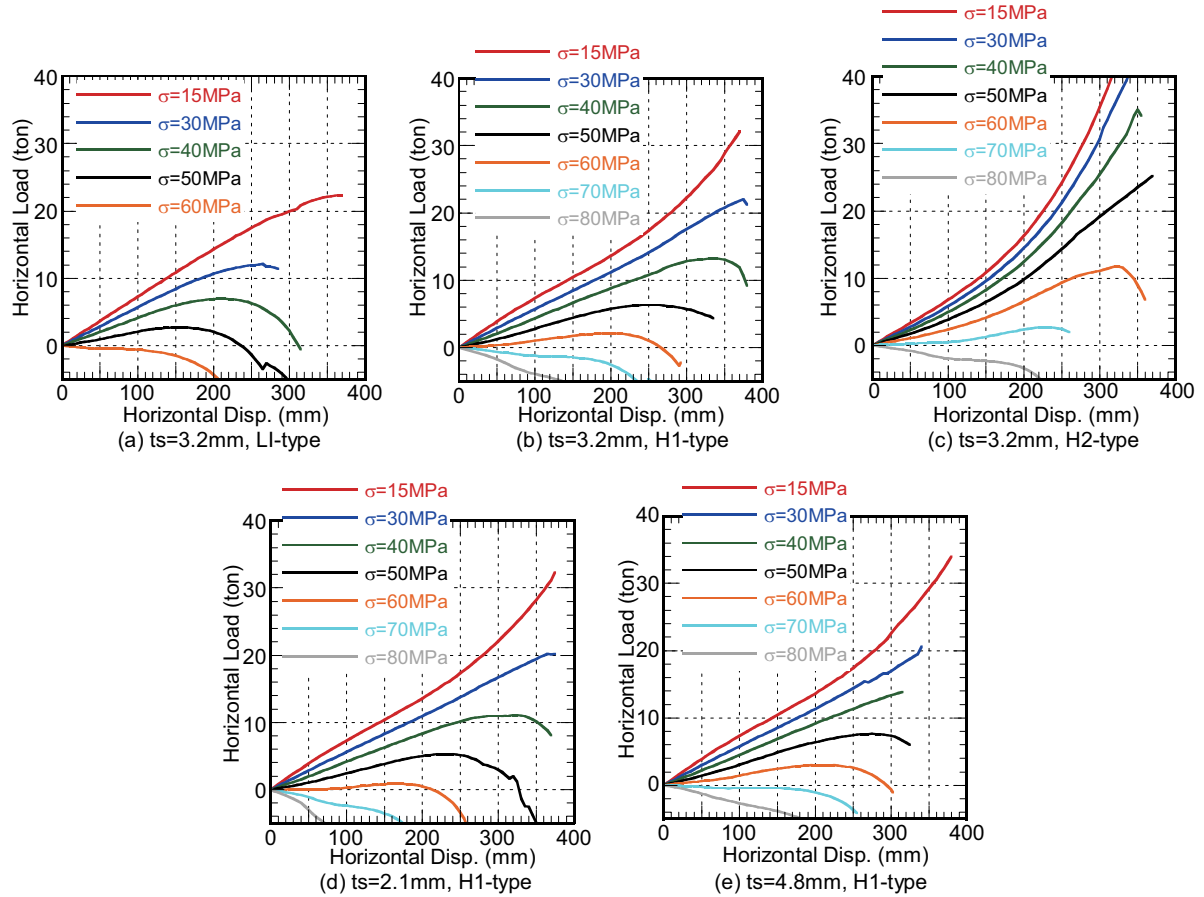 σ=15MPa
σ=30MPa
σ=40MPa
σ=50MPa
σ=60MPa
40
30
20
10
0
0 100 200 300 400
Horizontal Load (ton)
Horizontal Disp. (mm)
(a) ts=3.2mm, LI-type
σ=15MPa
σ=30MPa
σ=40MPa
σ=50MPa
σ=60MPa
σ=70MPa
σ=80MPa
40
30
20
10
0
0 100 200 300 400
Horizontal Load (ton)
Horizontal Disp. (mm)
(b) ts=3.2mm, H1-type
σ=15MPa
σ=30MPa
σ=40MPa
σ=50MPa
σ=60MPa
σ=70MPa
σ=80MPa
40
30
20
10
0
0 100 200 300 400
Horizontal Load (ton)
Horizontal Disp. (mm)
(c) ts=3.2mm, H2-type
σ=15MPa
σ=30MPa
σ=40MPa
σ=50MPa
σ=60MPa
σ=70MPa
σ=80MPa
40
30
20
10
0
0 100 200 300 400
Horizontal Load (ton)
Horizontal Disp. (mm)
(d) ts=2.1mm, H1-type
σ=15MPa
σ=30MPa
σ=40MPa
σ=50MPa
σ=60MPa
σ=70MPa
σ=80MPa
40
30
20
10
0
0 100 200 300 400
Horizontal Load (ton)
Horizontal Disp. (mm)
(e) ts=4.8mm, H1-type